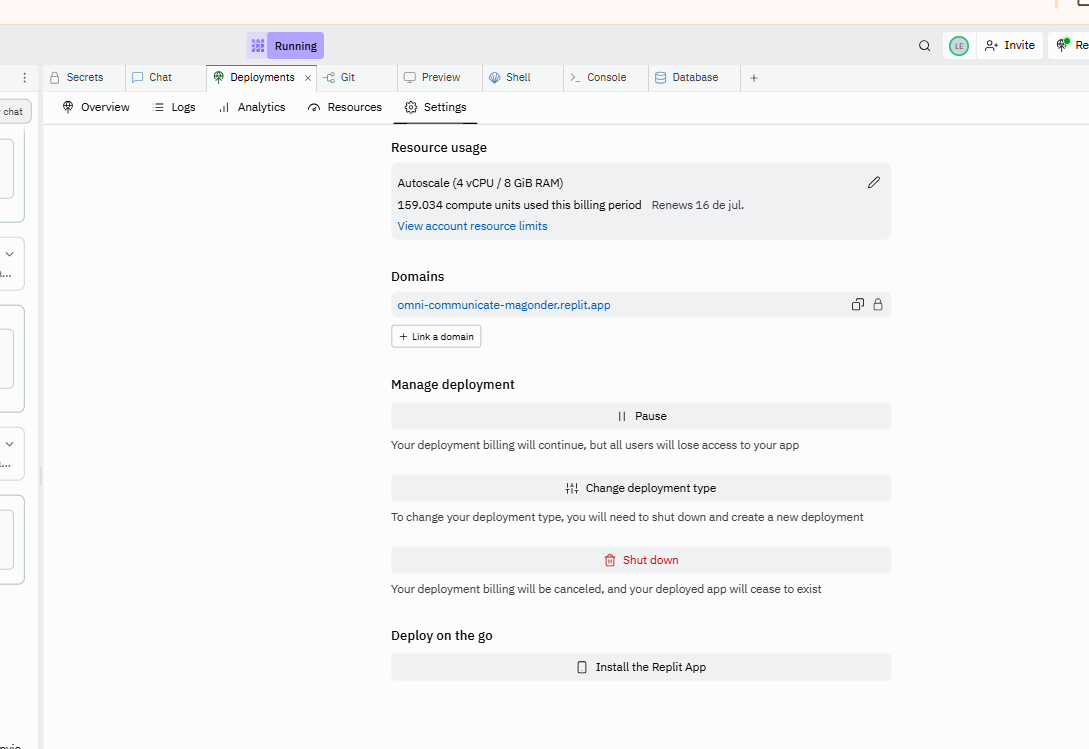 Running
LE
Invite
Re
Secrets
Chat
Deployments
Git
Preview
Shell
Console
Database
chat
Overview
Logs
Analytics
Resources
Settings
Resource usage
Autoscale (4 vCPU / 8 GiB RAM)
159.034 compute units used this billing period Renews 16 de jul.
View account resource limits
Domains
omni-communicate-magonder.replit.app
+ Link a domain
Manage deployment
Pause
Your deployment billing will continue, but all users will lose access to your app
Change deployment type
To change your deployment type, you will need to shut down and create a new deployment
Shut down
Your deployment billing will be canceled, and your deployed app will cease to exist
Deploy on the go
Install the Replit App